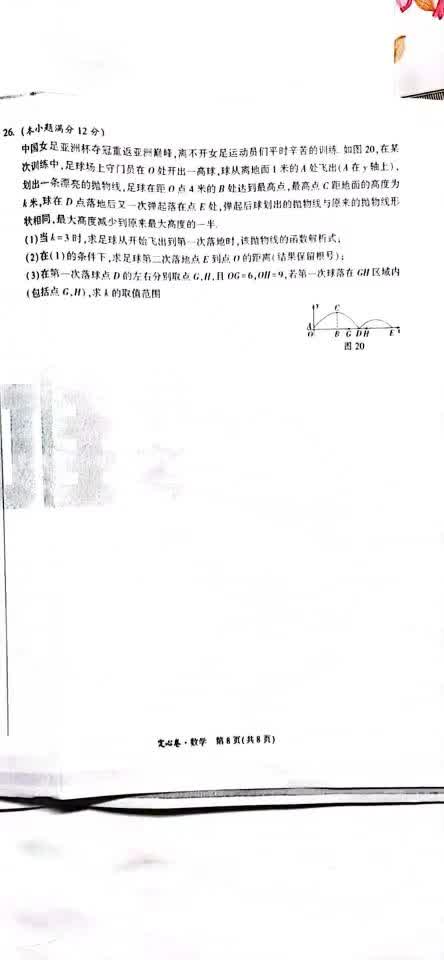 26. (本小题满分 12 分)
中国女足亚洲杯夺冠重返亚洲巅峰,离不开女足运动员们平时辛苦的训练. 如图20,在某
次训练中,足球场上守门员在 O 处开出一高球,球从离地面 1 米的 A 处飞出(A 在 y 轴上),
划出一条漂亮的抛物线,足球在距 O 点 4 米的 B 处达到最高点,最高点 C 距地面的高度为
k 米,球在 D 点落地后又一次弹起落在点 E 处,弹起后球划出的抛物线与原来的抛物线形
状相同,最大高度减少到原来最大高度的一半.
(1)当 k=3 时,求足球从开始飞出到第一次落地时,该抛物线的函数解析式;
(2)在(1)的条件下,求足球第二次落地点 E 到点 O 的距离(结果保留根号);
(3)在第一次落球点 D 的左右分别取点 G,H,且 OG=6,OH=9,若第一次球落在 GH 区域内
(包括点 G,H),求 k 的取值范围
y C
A
O B G D H E x
图 20
定心卷·数学 第 8 页(共 8 页)